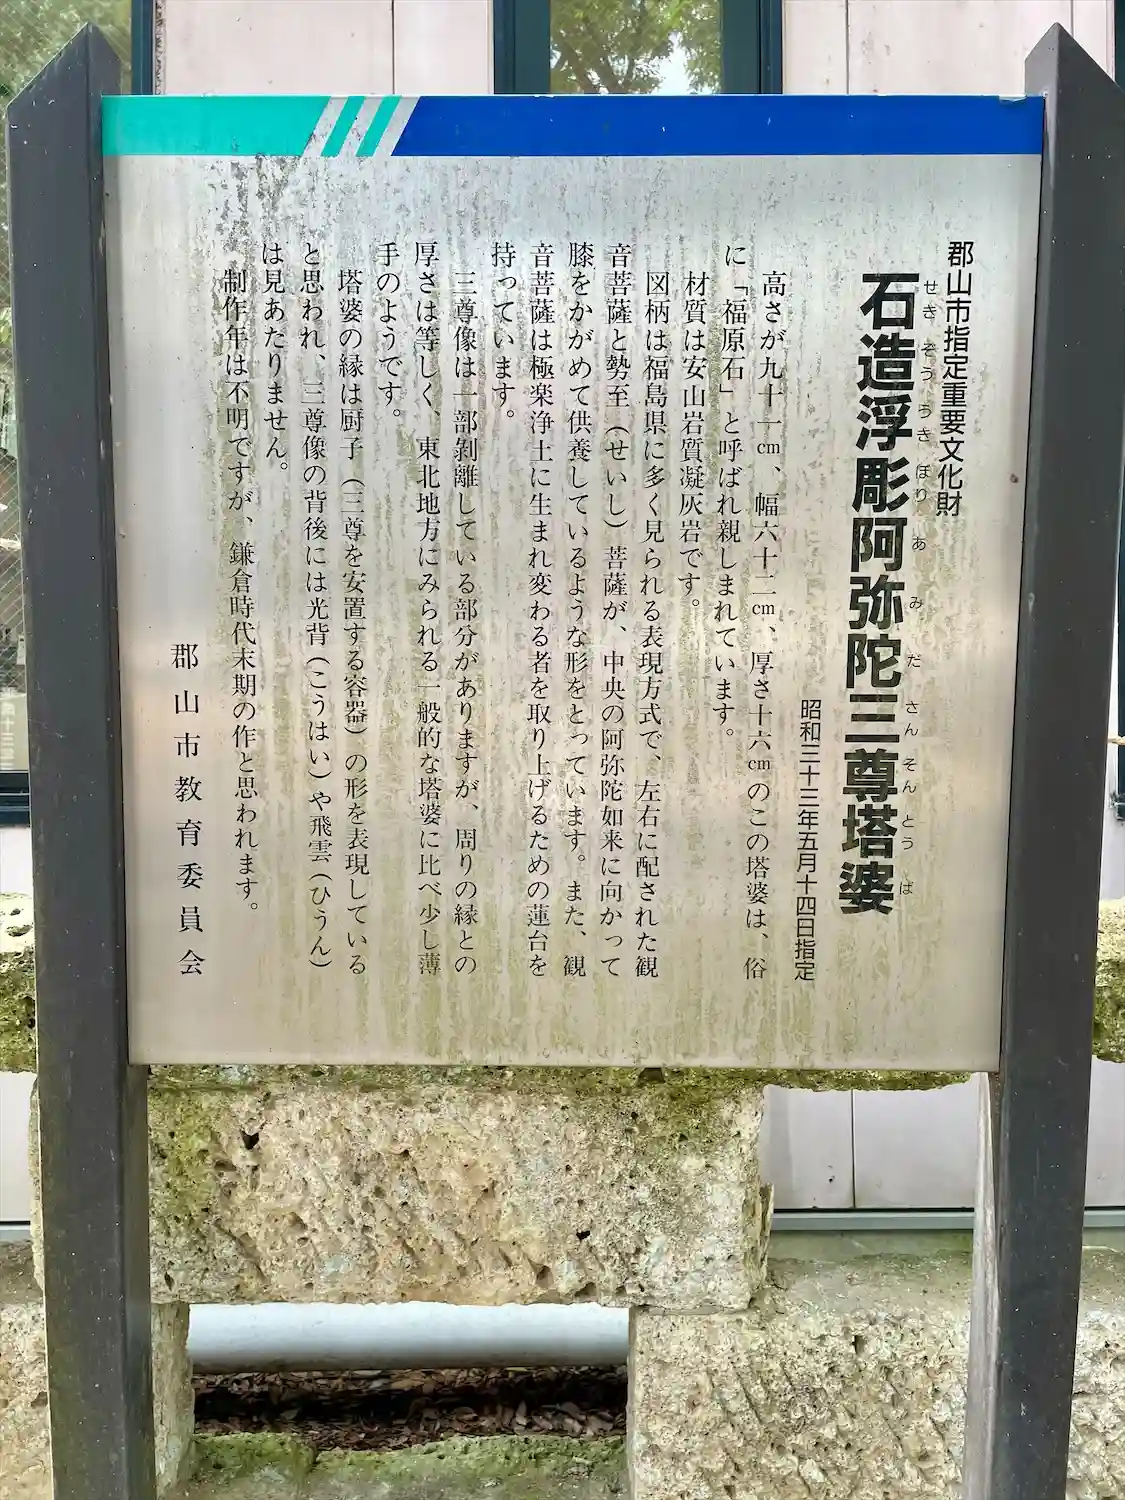 郡山市指定重要文化財
せきぞううきぼりあみださんそんとうば
石造浮彫阿弥陀三尊塔婆
昭和三十三年五月十四日指定
高さが九十一㎝、幅六十二㎝、厚さ十六㎝のこの塔婆は、俗
に「福原石」と呼ばれ親しまれています。
材質は安山岩質凝灰岩です。
図柄は福島県に多く見られる表現方式で、左右に配された観
音菩薩と勢至（せいし）菩薩が、中央の阿弥陀如来に向かって
膝をかがめて供養しているような形をとっています。また、観
音菩薩は極楽浄土に生まれ変わる者を取り上げるための蓮台を
持っています。
三尊像は一部剥離している部分がありますが、周りの縁との
厚さは等しく、東北地方にみられる一般的な塔婆に比べ少し薄
手のようです。
塔婆の縁は厨子（三尊を安置する容器）の形を表現している
と思われ、三尊像の背後には光背（こうはい）や飛雲（ひうん）
は見あたりません。
制作年は不明ですが、鎌倉時代末期の作と思われます。
郡山市教育委員会